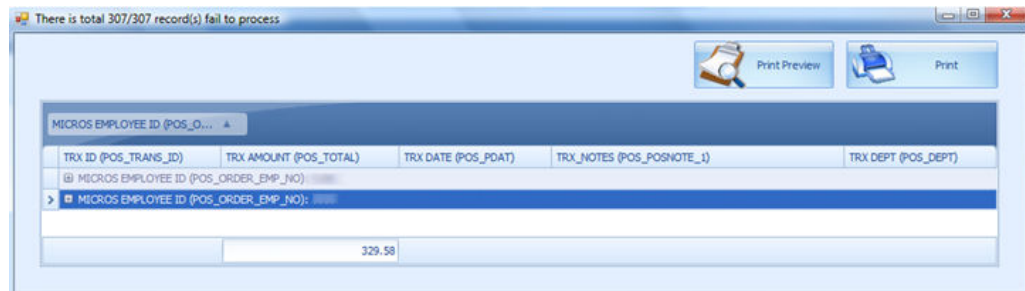 There is total 307/307 record(s) fail to process
Print Preview
Print
MICROS EMPLOYEE ID (POS_O...
TRX ID (POS_TRANS_ID) TRX AMOUNT (POS_TOTAL) TRX DATE (POS_PDAT) TRX_NOTES (POS_POSNOTE_1) TRX DEPT (POS_DEPT)
MICROS EMPLOYEE ID (POS_ORDER_EMP_NO):
MICROS EMPLOYEE ID (POS_ORDER_EMP_NO):
329.58